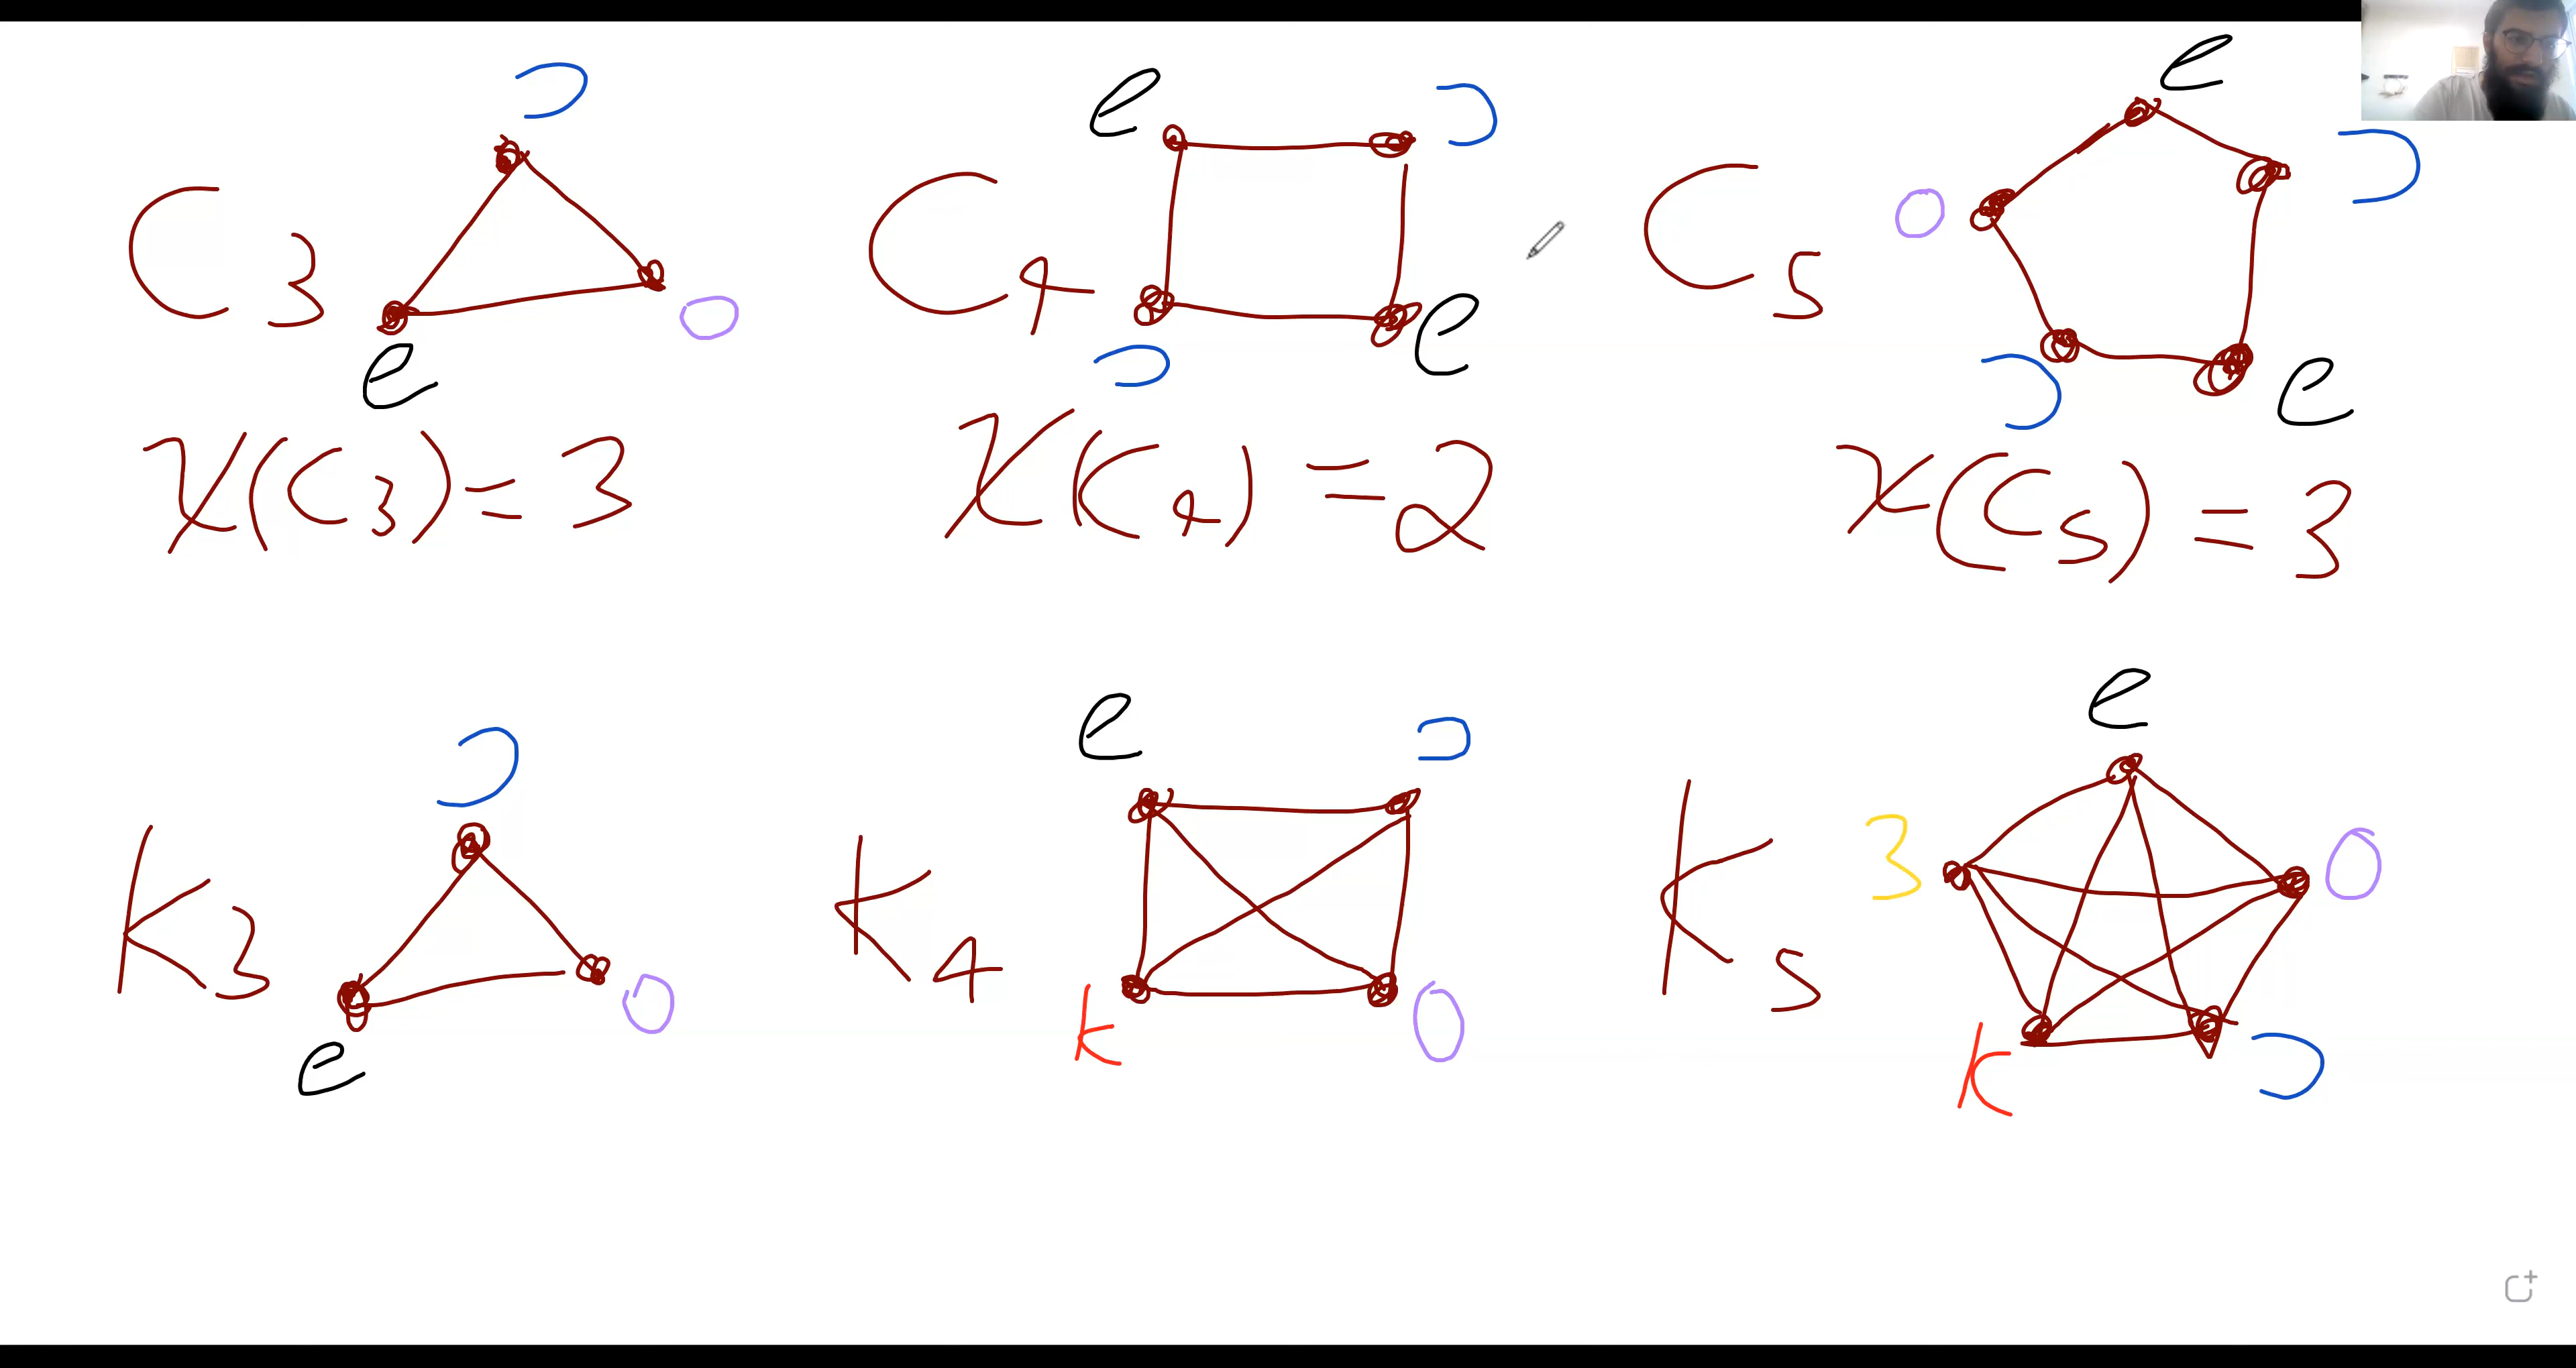 C₃
כ
ס
ש
C₄
ש
כ
כ
ש
C₅
ש
כ
ס
כ
ש
χ(C₃) = 3
χ(C₄) = 2
χ(C₅) = 3
K₃
כ
ש
ס
K₄
ש
כ
א
ס
K₅
ש
צ
ס
א
כ